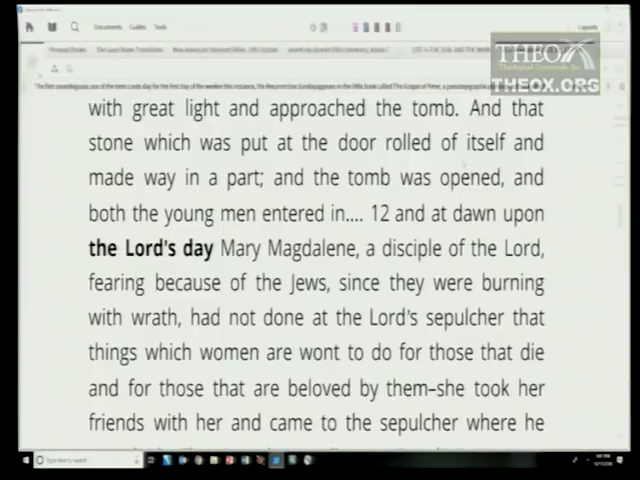 Documents Guides Tools
Layouts
THEOX
THEOX.ORG
with great light and approached the tomb. And that
stone which was put at the door rolled of itself and
made way in a part; and the tomb was opened, and
both the young men entered in.... 12 and at dawn upon
the Lord's day Mary Magdalene, a disciple of the Lord,
fearing because of the Jews, since they were burning
with wrath, had not done at the Lord's sepulcher that
things which women are wont to do for those that die
and for those that are beloved by them–she took her
friends with her and came to the sepulcher where he